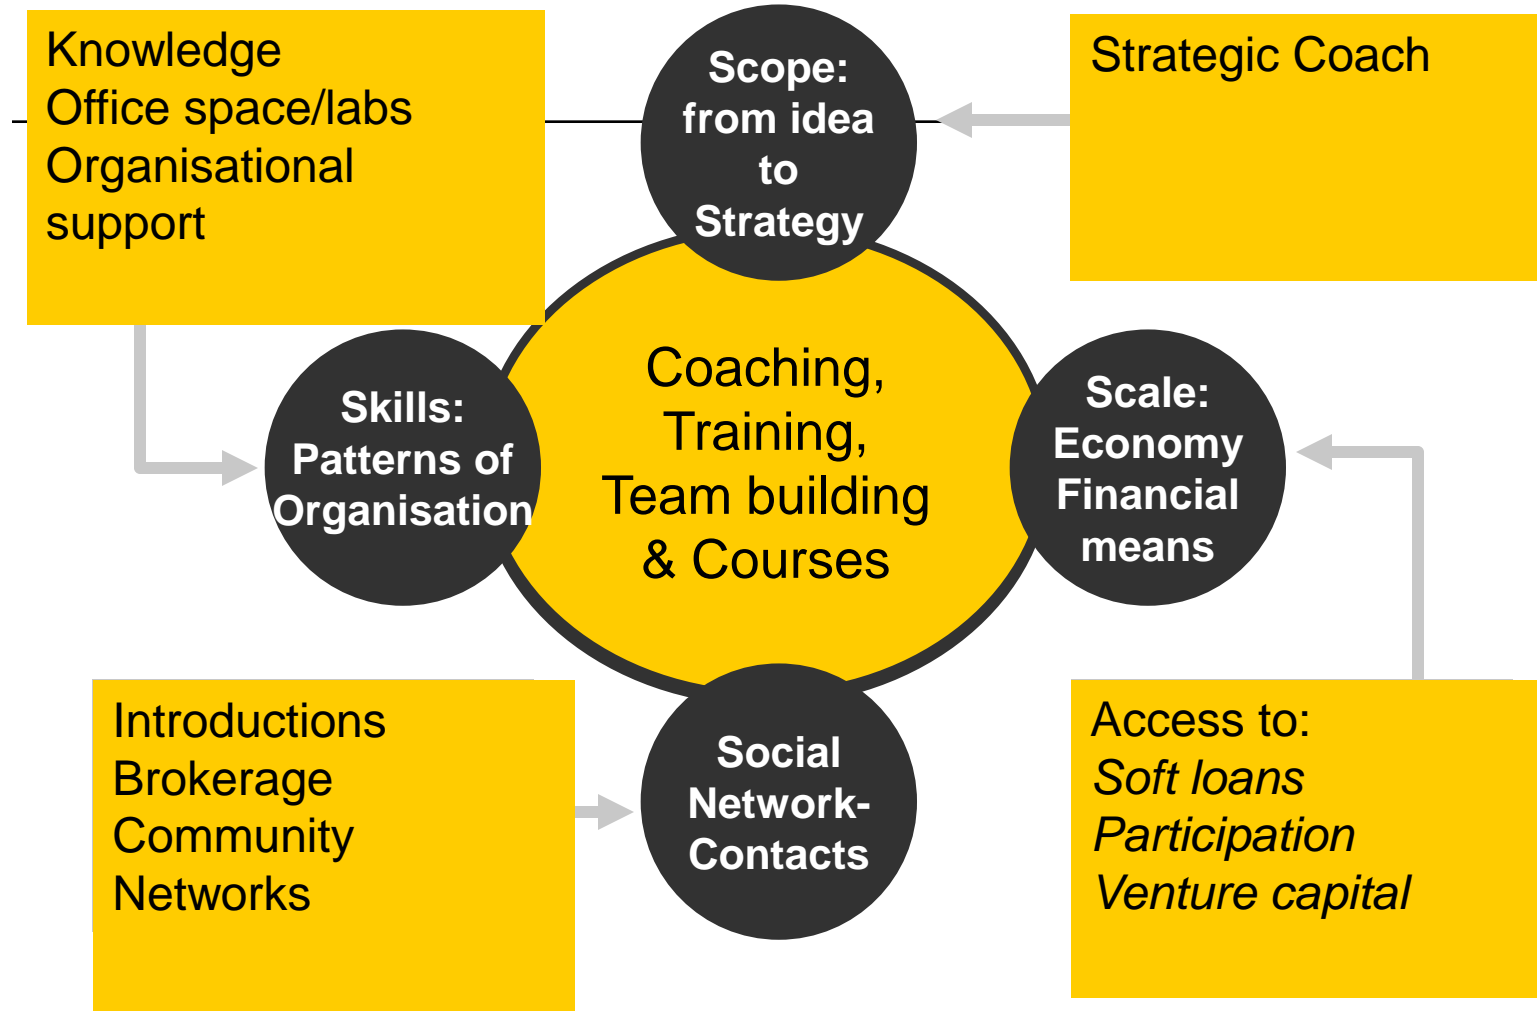 Knowledge
Office space/labs
Organisational
support
Scope:
from idea
to
Strategy
Strategic Coach
Skills:
Patterns of
Organisation
Coaching,
Training,
Team building
& Courses
Scale:
Economy
Financial
means
Introductions
Brokerage
Community
Networks
Social
Network-
Contacts
Access to:
Soft loans
Participation
Venture capital